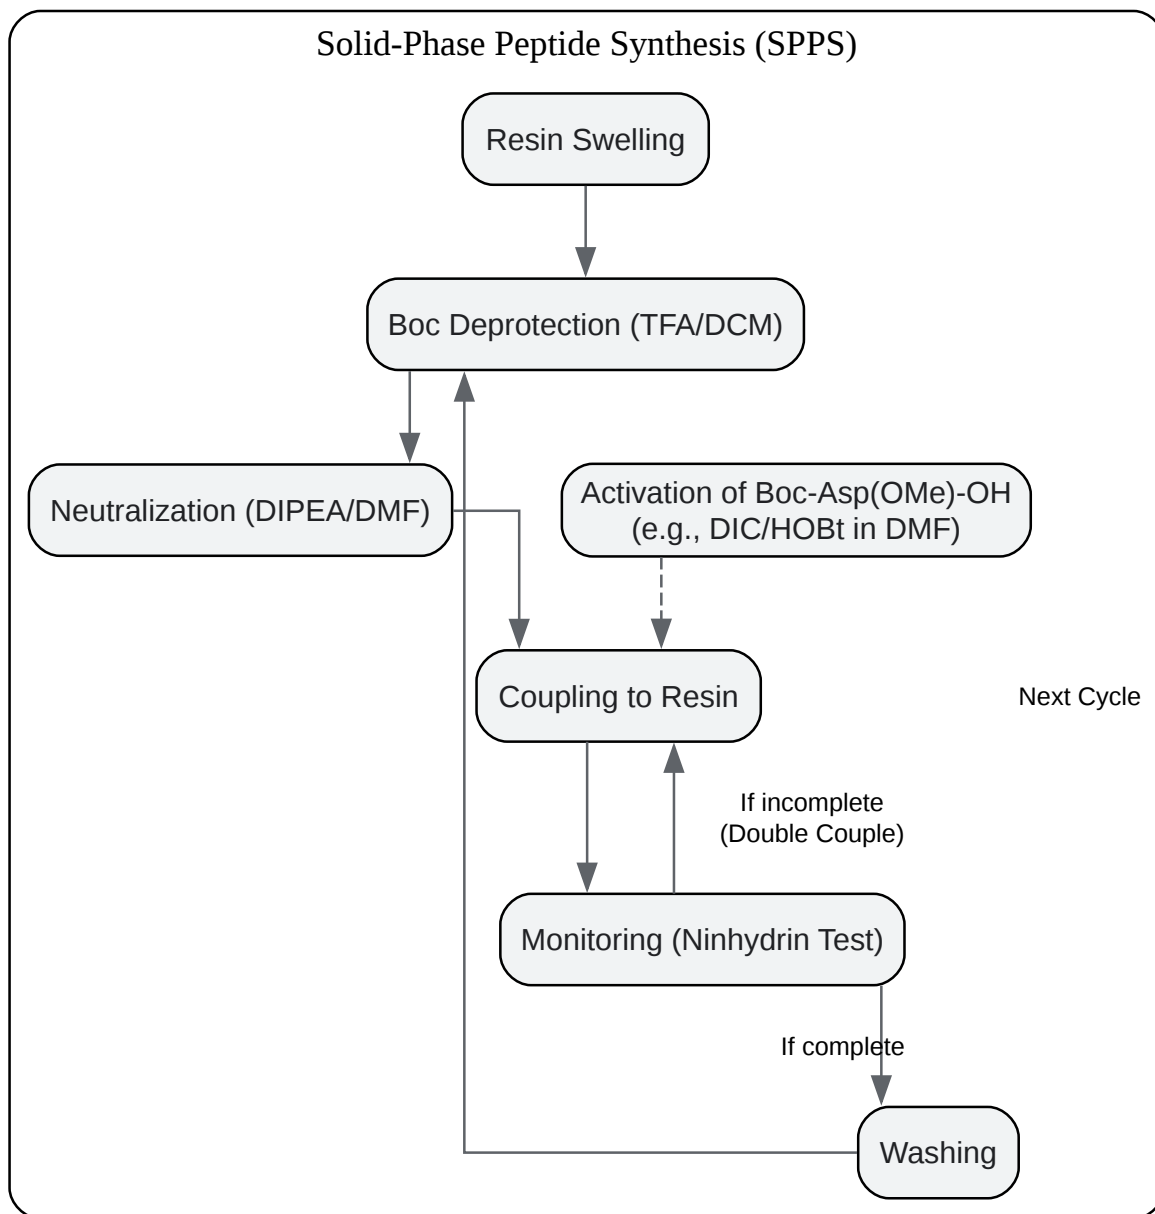 Solid-Phase Peptide Synthesis (SPPS)
Resin Swelling
Boc Deprotection (TFA/DCM)
Neutralization (DIPEA/DMF)
Activation of Boc-Asp(OMe)-OH
(e.g., DIC/HOBt in DMF)
Coupling to Resin
Next Cycle
If incomplete
(Double Couple)
Monitoring (Ninhydrin Test)
If complete
Washing